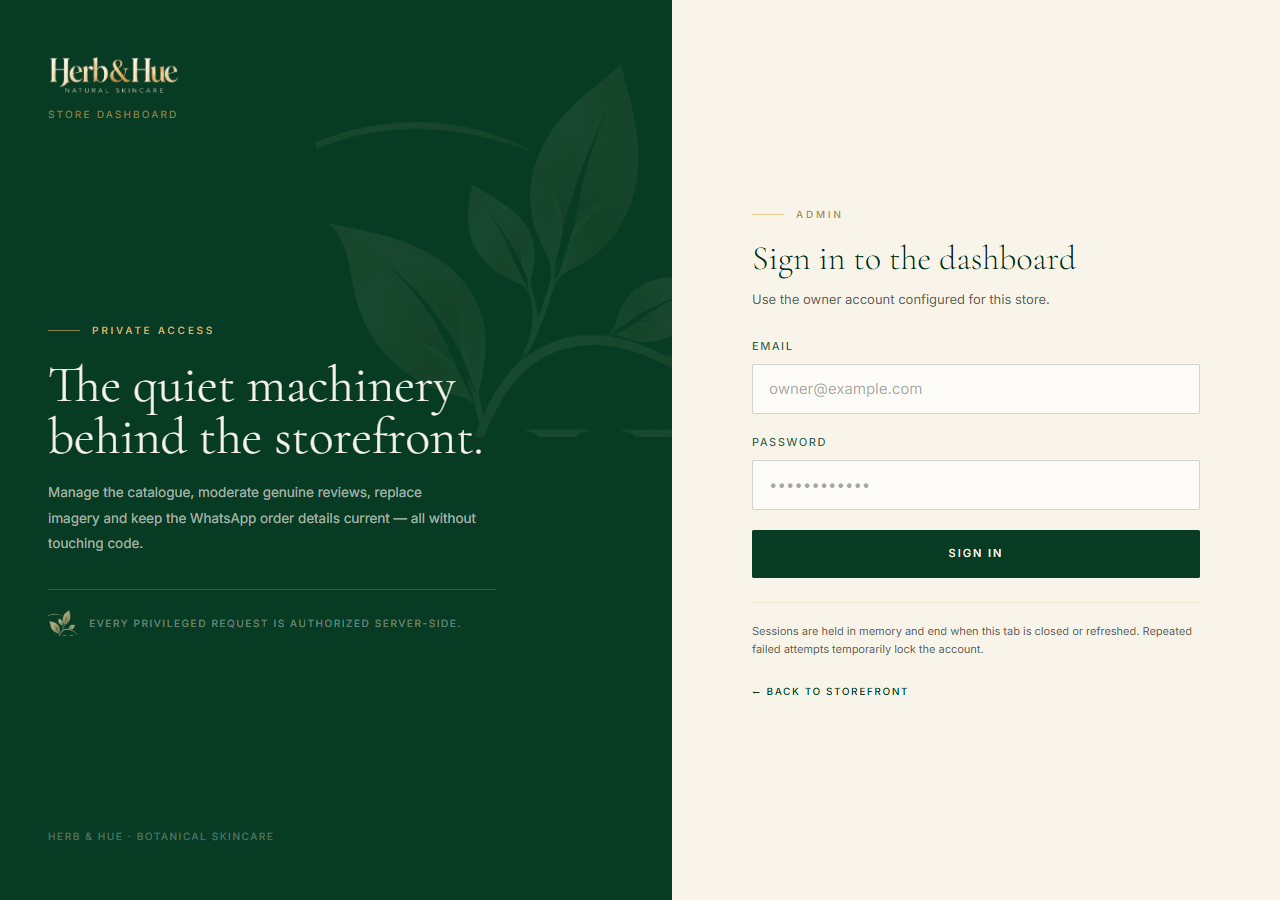 Herb&Hue
NATURAL SKINCARE
STORE DASHBOARD
PRIVATE ACCESS
The quiet machinery
behind the storefront.
Manage the catalogue, moderate genuine reviews, replace
imagery and keep the WhatsApp order details current — all without
touching code.
EVERY PRIVILEGED REQUEST IS AUTHORIZED SERVER-SIDE.
HERB & HUE · BOTANICAL SKINCARE
ADMIN
Sign in to the dashboard
Use the owner account configured for this store.
EMAIL
owner@example.com
PASSWORD
••••••••••••
SIGN IN
Sessions are held in memory and end when this tab is closed or refreshed. Repeated
failed attempts temporarily lock the account.
← BACK TO STOREFRONT